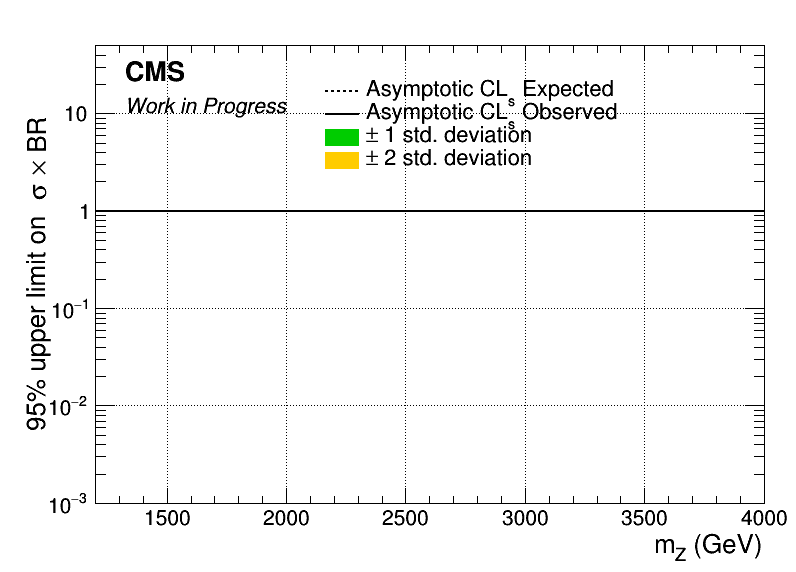 CMS
Work in Progress
Asymptotic CLs Expected
Asymptotic CLs Observed
± 1 std. deviation
± 2 std. deviation
95% upper limit on σ × BR
10
1
10⁻¹
10⁻²
10⁻³
1500 2000 2500 3000 3500 4000
m_Z (GeV)